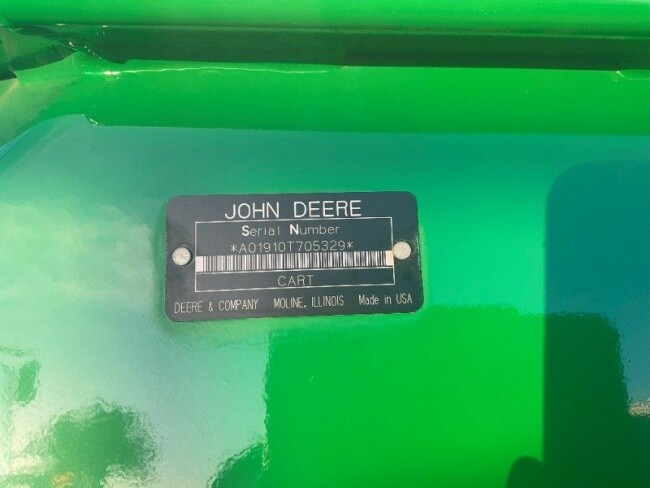 JOHN DEERE
Serial Number
*A01910T705329*
CART
DEERE & COMPANY MOLINE, ILLINOIS Made in USA